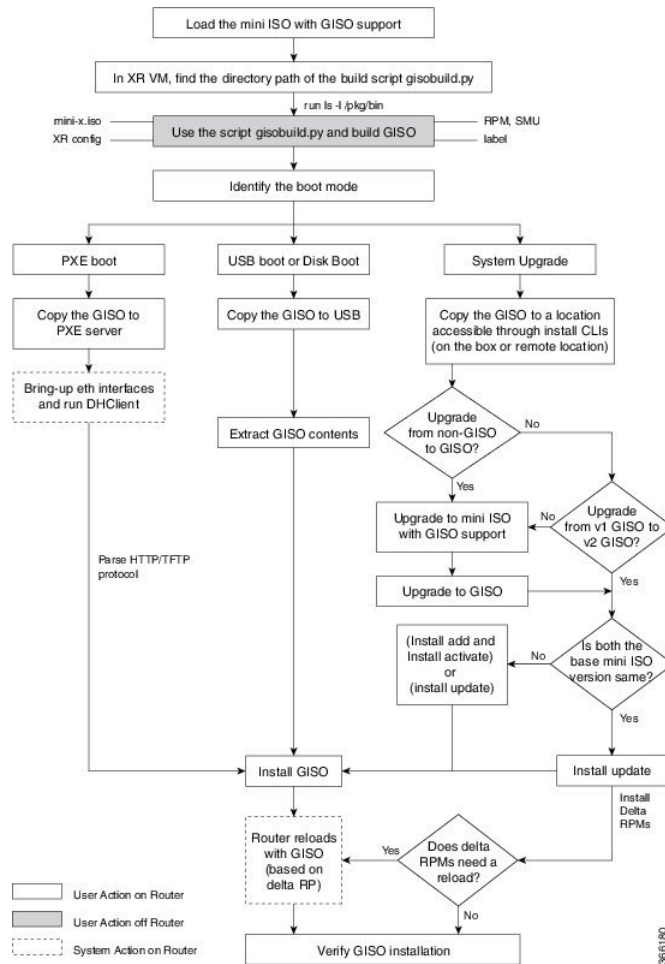 Load the mini ISO with GISO support
In XR VM, find the directory path of the build script gisobuild.py
run ls -l /pkg/bin
mini-x.iso
XR config
Use the script gisobuild.py and build GISO
RPM, SMU
label
Identify the boot mode
PXE boot
USB boot or Disk Boot
System Upgrade
Copy the GISO to
PXE server
Copy the GISO to USB
Copy the GISO to a location
accessible through install CLIs
(on the box or remote location)
Bring-up eth interfaces
and run DHClient
Extract GISO contents
Upgrade
from non-GISO
to GISO?
No
Yes
Upgrade to mini ISO
with GISO support
No
Upgrade
from v1 GISO to
v2 GISO?
Yes
Parse HTTP/TFTP
protocol
Upgrade to GISO
(Install add and
Install activate)
or
(install update)
No
Is both the
base mini ISO
version same?
Yes
Install GISO
Install update
Install
Delta
RPMs
Router reloads
with GISO
(based on
delta RP)
Yes
Does delta
RPMs need a
reload?
No
Verify GISO installation
User Action on Router
User Action off Router
System Action on Router
366180